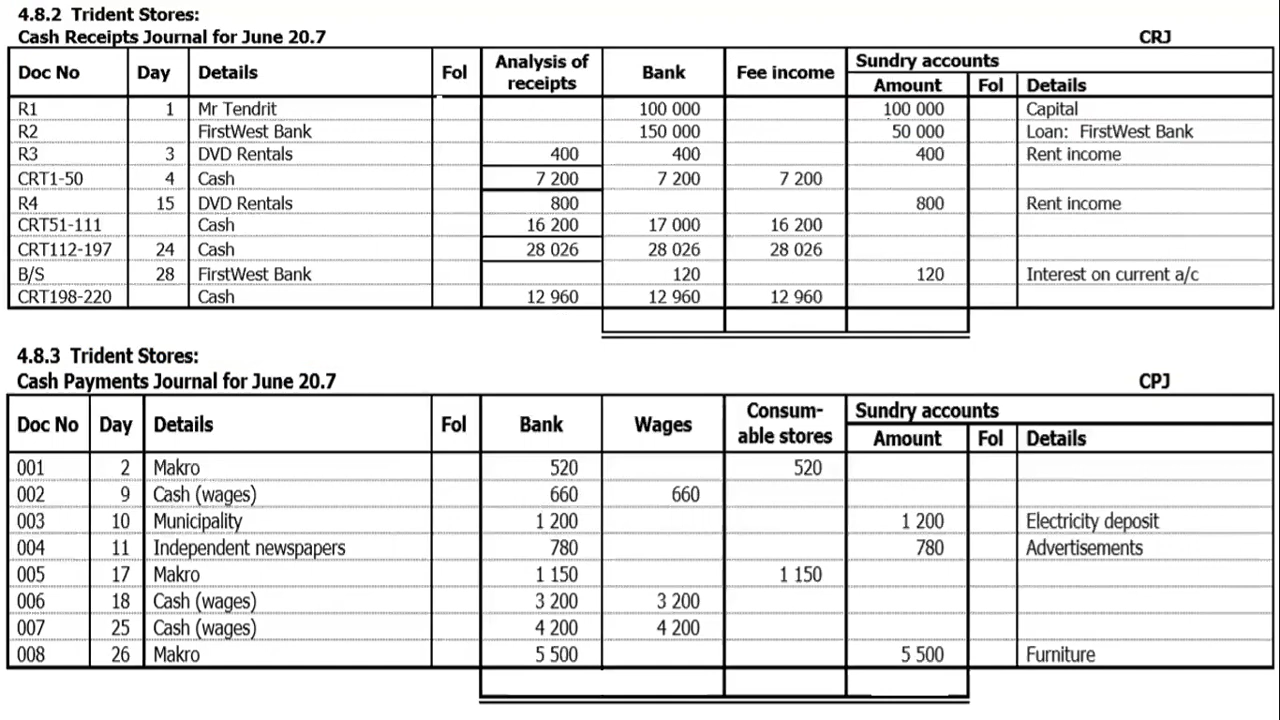 4.8.2 Trident Stores:
Cash Receipts Journal for June 20.7 CRJ
Doc No Day Details Fol Analysis of receipts Bank Fee income Sundry accounts
Amount Fol Details
R1 1 Mr Tendrit 100 000 100 000 Capital
R2 FirstWest Bank 150 000 50 000 Loan: FirstWest Bank
R3 3 DVD Rentals 400 400 400 Rent income
CRT1-50 4 Cash 7 200 7 200 7 200
R4 15 DVD Rentals 800 800 Rent income
CRT51-111 Cash 16 200 17 000 16 200
CRT112-197 24 Cash 28 026 28 026 28 026
B/S 28 FirstWest Bank 120 120 Interest on current a/c
CRT198-220 Cash 12 960 12 960 12 960
4.8.3 Trident Stores:
Cash Payments Journal for June 20.7 CPJ
Doc No Day Details Fol Bank Wages Consum-able stores Sundry accounts
Amount Fol Details
001 2 Makro 520 520
002 9 Cash (wages) 660 660
003 10 Municipality 1 200 1 200 Electricity deposit
004 11 Independent newspapers 780 780 Advertisements
005 17 Makro 1 150 1 150
006 18 Cash (wages) 3 200 3 200
007 25 Cash (wages) 4 200 4 200
008 26 Makro 5 500 5 500 Furniture